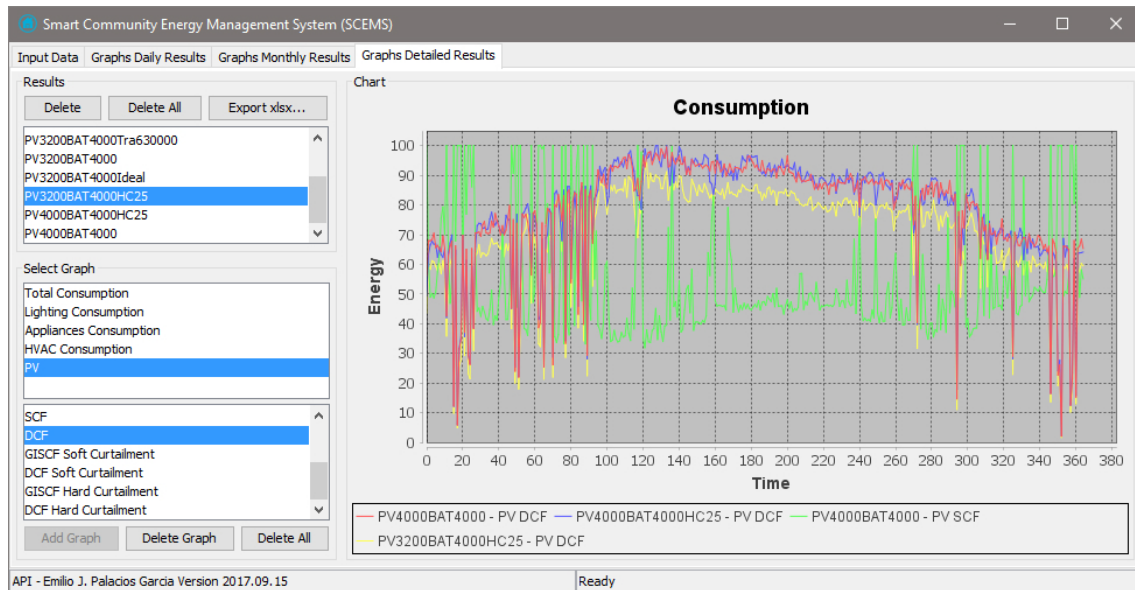 Smart Community Energy Management System (SCEMS)
Input Data Graphs Daily Results Graphs Monthly Results Graphs Detailed Results
Results
Delete Delete All Export xlsx...
PV3200BAT4000Tra630000
PV3200BAT4000
PV3200BAT4000Ideal
PV3200BAT4000HC25
PV4000BAT4000HC25
PV4000BAT4000
Select Graph
Total Consumption
Lighting Consumption
Appliances Consumption
HVAC Consumption
PV
SCF
DCF
GISCF Soft Curtailment
DCF Soft Curtailment
GISCF Hard Curtailment
DCF Hard Curtailment
Add Graph Delete Graph Delete All
Chart
Consumption
Energy
100
90
80
70
60
50
40
30
20
10
0
0 20 40 60 80 100 120 140 160 180 200 220 240 260 280 300 320 340 360 380
Time
PV4000BAT4000 - PV DCF PV4000BAT4000HC25 - PV DCF PV4000BAT4000 - PV SCF
PV3200BAT4000HC25 - PV DCF
API - Emilio J. Palacios Garcia Version 2017.09.15 Ready